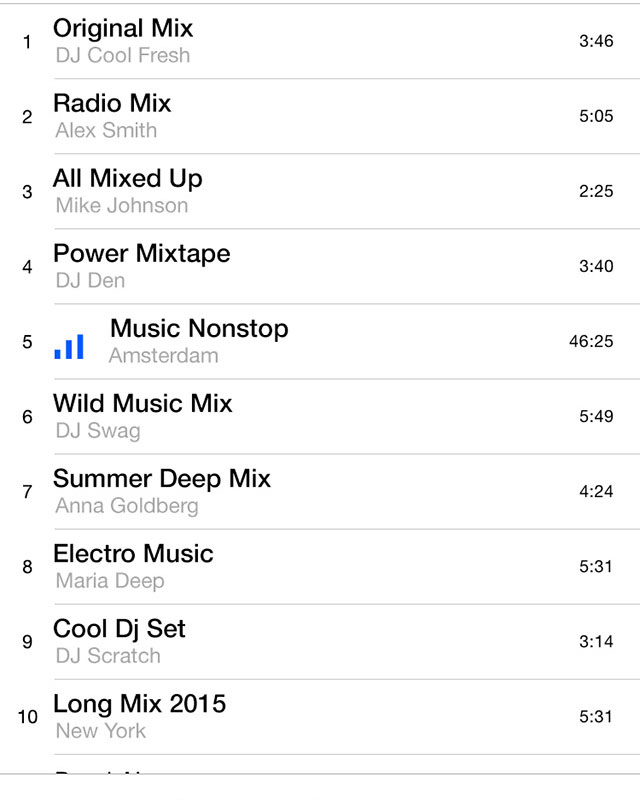 1 Original Mix 3:46
DJ Cool Fresh
2 Radio Mix 5:05
Alex Smith
3 All Mixed Up 2:25
Mike Johnson
4 Power Mixtape 3:40
DJ Den
5 Music Nonstop 46:25
Amsterdam
6 Wild Music Mix 5:49
DJ Swag
7 Summer Deep Mix 4:24
Anna Goldberg
8 Electro Music 5:31
Maria Deep
9 Cool Dj Set 3:14
DJ Scratch
10 Long Mix 2015 5:31
New York